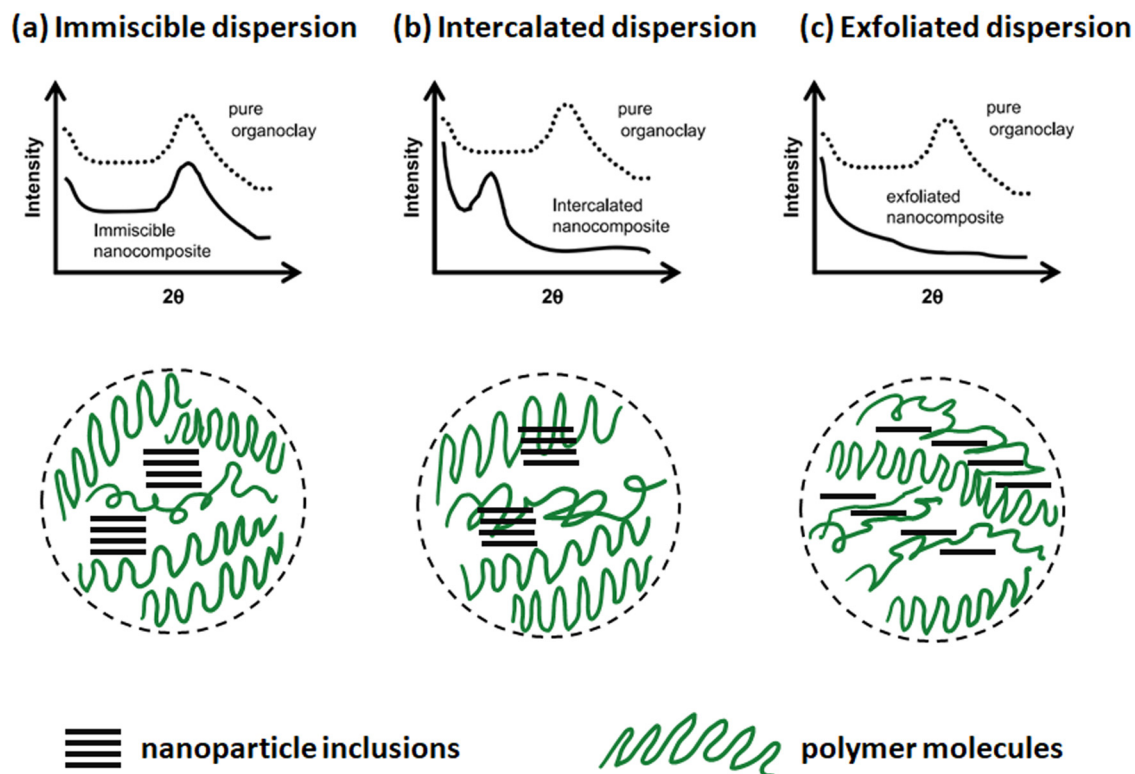 (a) Immiscible dispersion
(b) Intercalated dispersion
(c) Exfoliated dispersion
Intensity
pure
organoclay
Immiscible
nanocomposite
2θ
Intensity
pure
organoclay
Intercalated
nanocomposite
2θ
Intensity
pure
organoclay
exfoliated
nanocomposite
2θ
nanoparticle inclusions
polymer molecules